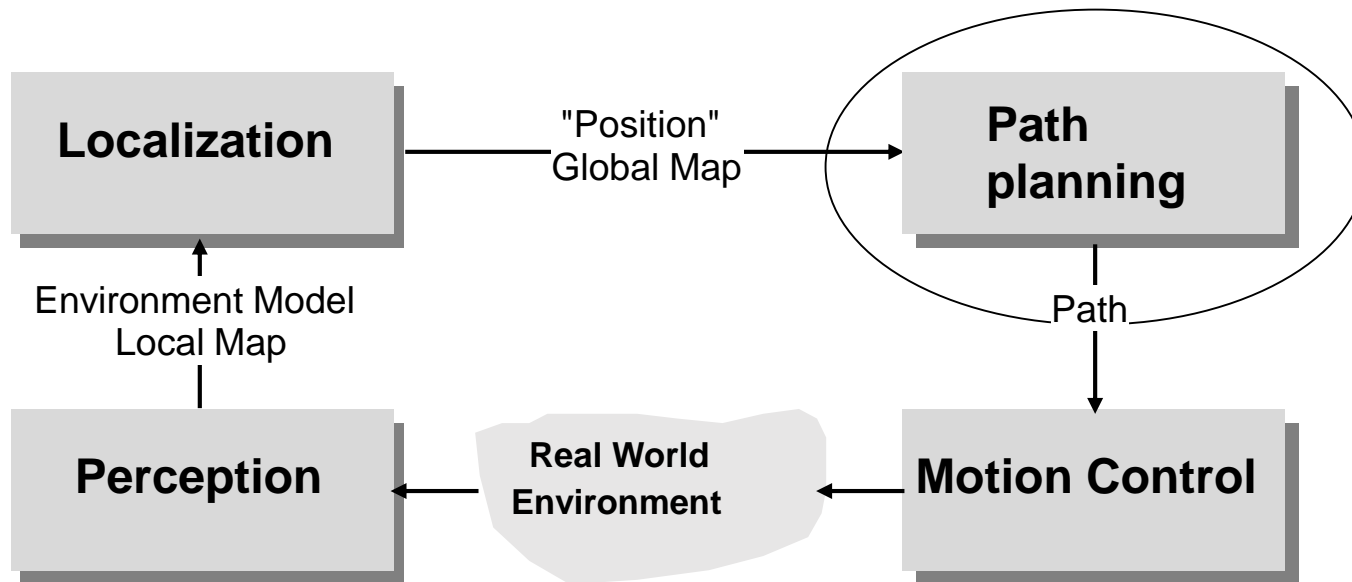 Localization
"Position"
Global Map
Path
planning
Environment Model
Local Map
Path
Perception
Real World
Environment
Motion Control